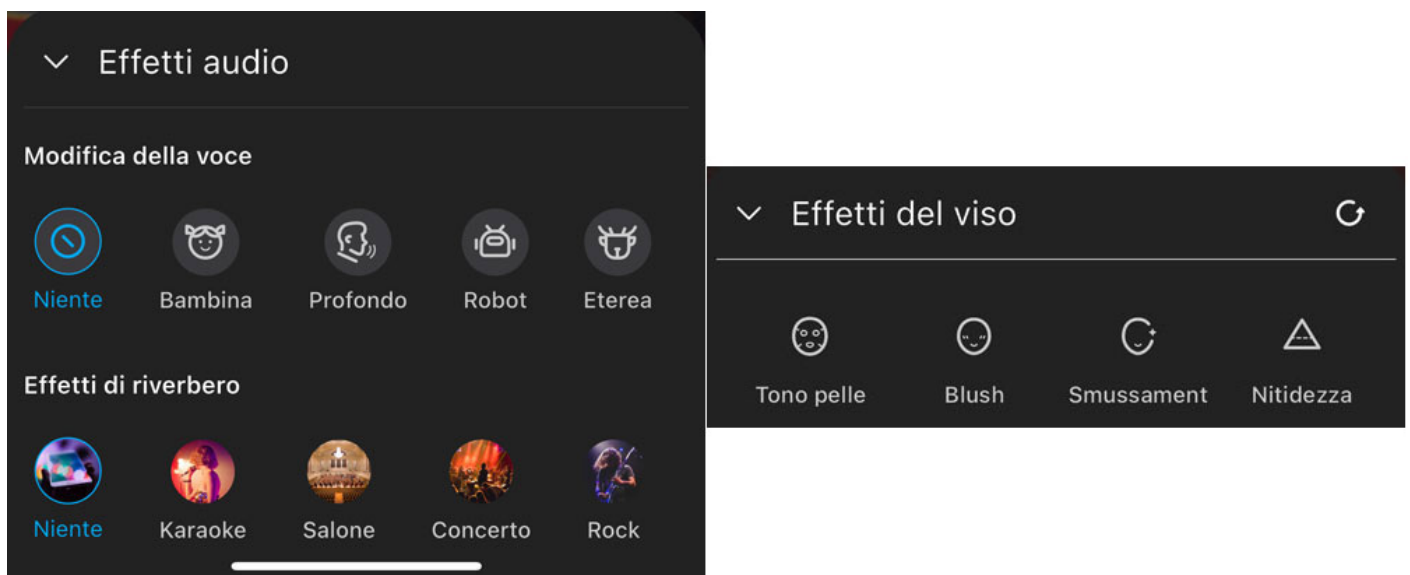 Effetti audio
Modifica della voce
Niente Bambina Profondo Robot Eterea
Effetti di riverbero
Niente Karaoke Salone Concerto Rock
Effetti del viso
Tono pelle Blush Smussament Nitidezza